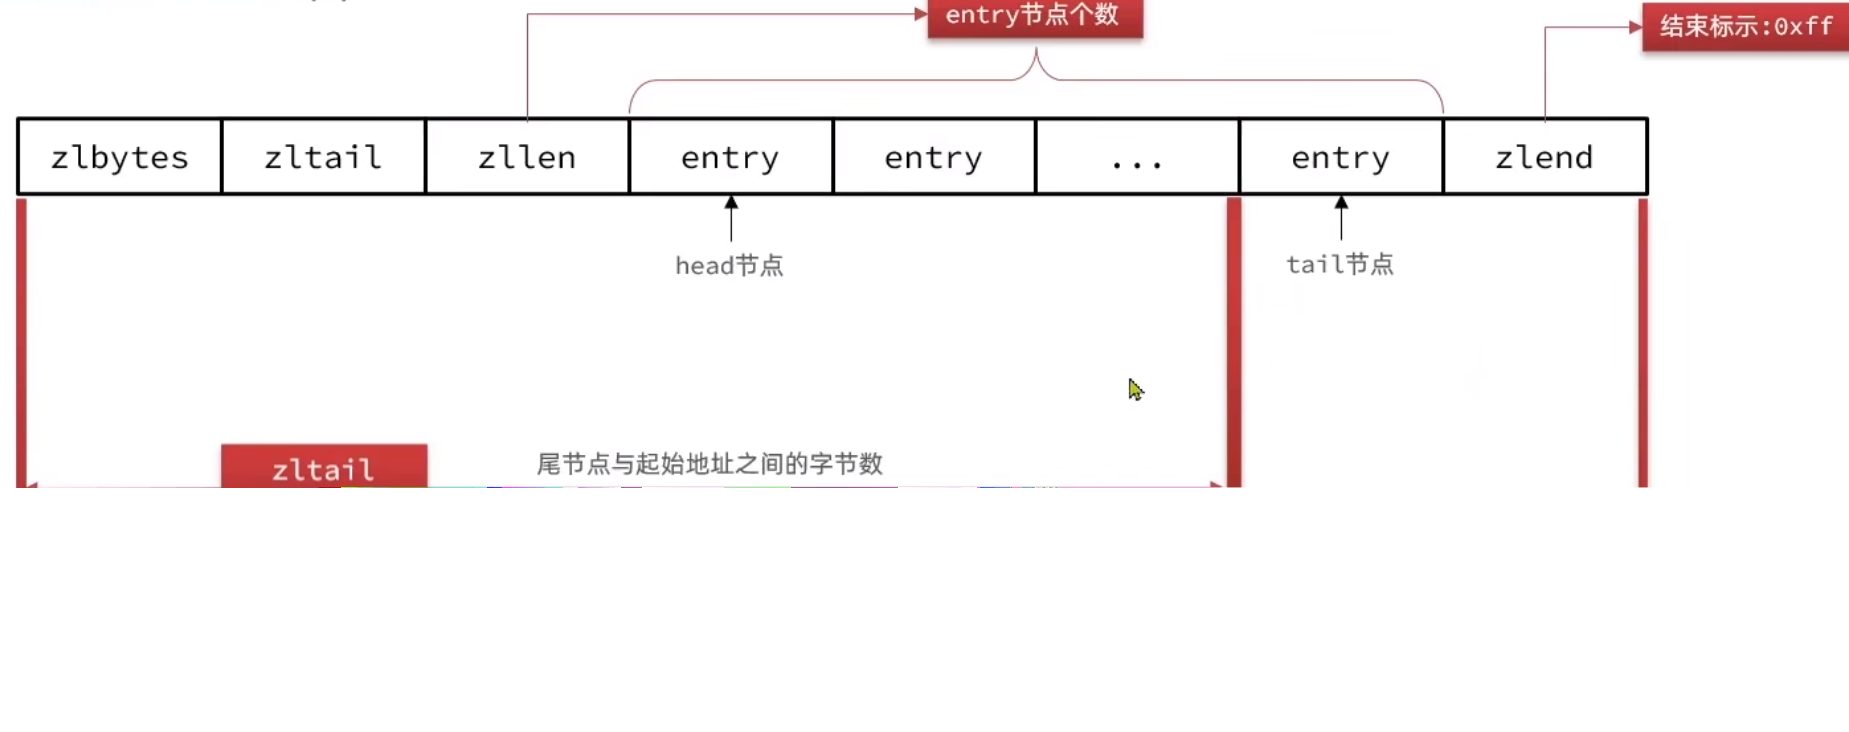 entry节点个数
结束标示:0xff
zlbytes zltail zllen entry entry ... entry zlend
head节点 tail节点
zltail 尾节点与起始地址之间的字节数